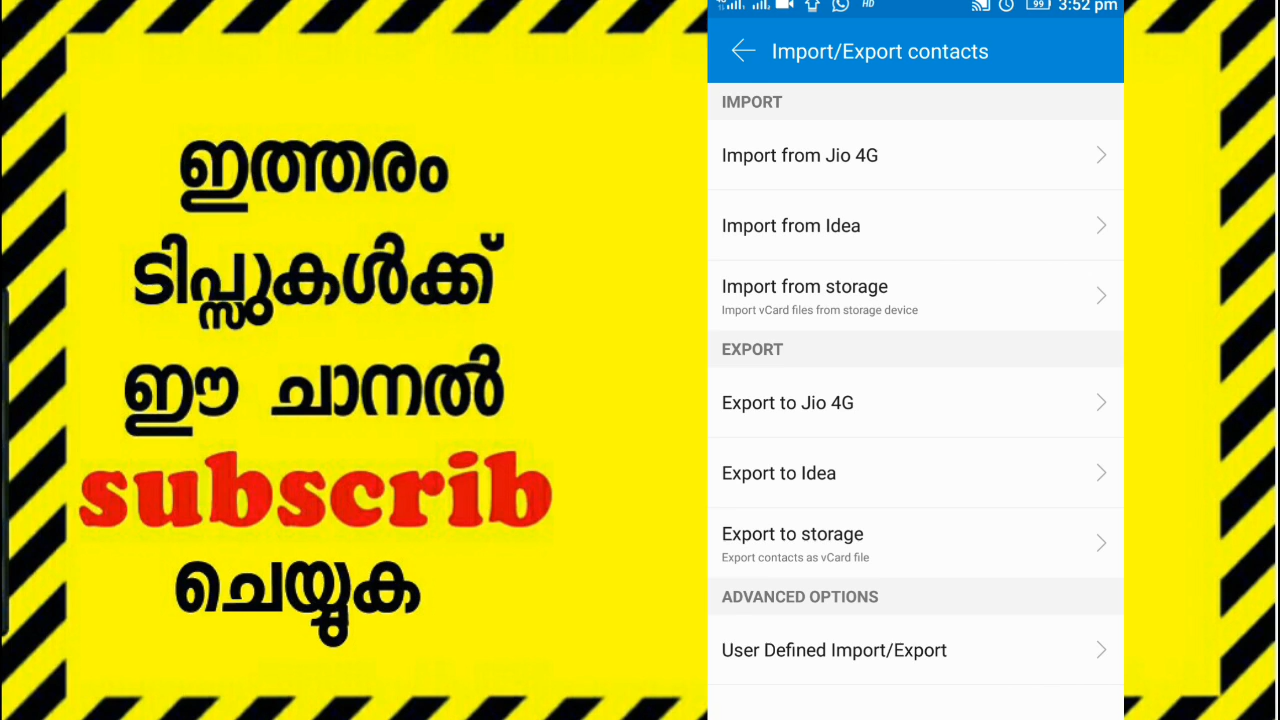 ഇത്തരം
ടിപ്സുകൾക്ക്
ഈ ചാനൽ
subscrib
ചെയ്യുക
HD 99 3:52 pm
Import/Export contacts
IMPORT
Import from Jio 4G
Import from Idea
Import from storage
Import vCard files from storage device
EXPORT
Export to Jio 4G
Export to Idea
Export to storage
Export contacts as vCard file
ADVANCED OPTIONS
User Defined Import/Export